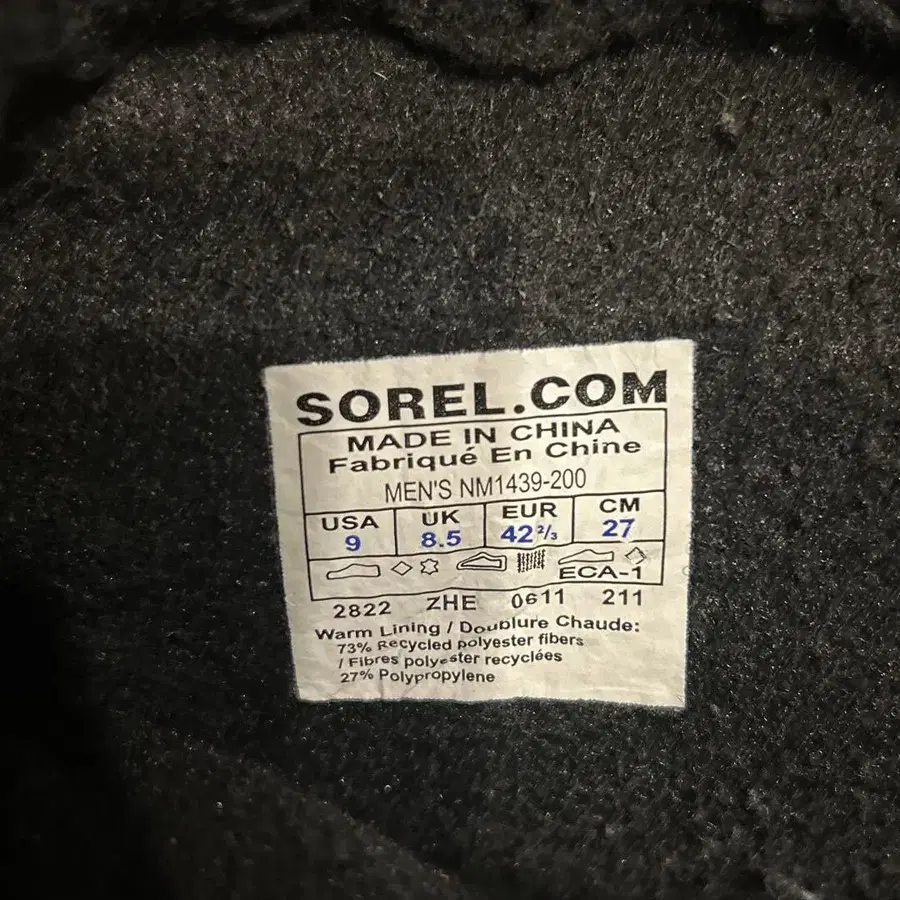 SOREL.COM
MADE IN CHINA
Fabriqué En Chine
MEN'S NM1439-200
USA UK EUR CM
9 8.5 42⅔ 27
ECA-1
2822 ZHE 0611 211
Warm Lining / Doublure Chaude:
73% Recycled polyester fibers
/ Fibres polyester recyclées
27% Polypropylene